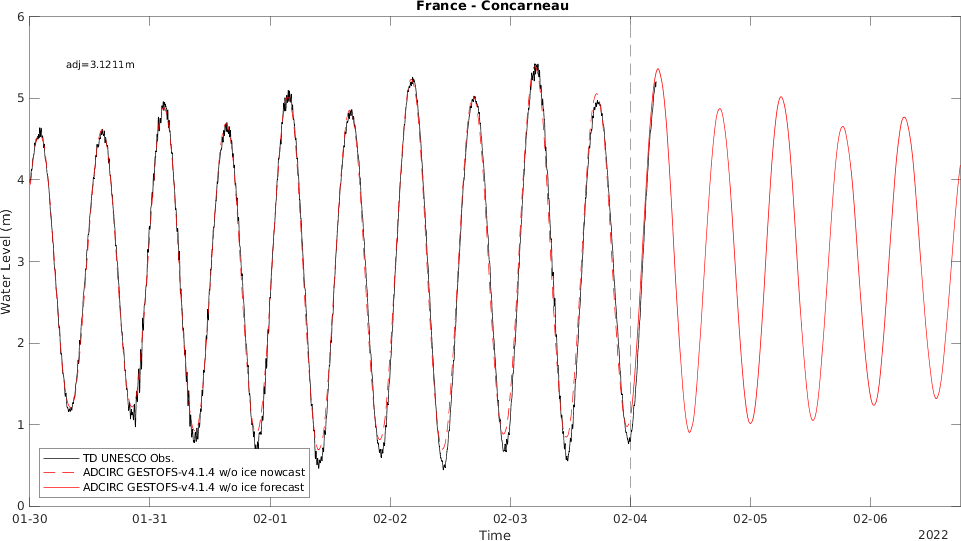 France - Concarneau
adj=3.1211m
6
5
4
3
2
1
0
Water Level (m)
TD UNESCO Obs.
ADCIRC GESTOFS-v4.1.4 w/o ice nowcast
ADCIRC GESTOFS-v4.1.4 w/o ice forecast
01-30 01-31 02-01 02-02 02-03 02-04 02-05 02-06
Time
2022